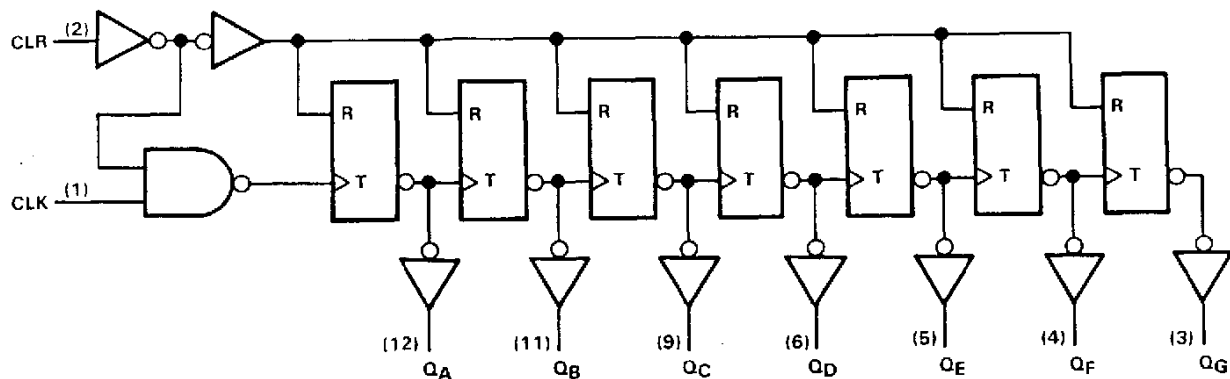 CLR (2)
R R R R R R R
T T T T T T T
CLK (1)
(12) (11) (9) (6) (5) (4) (3)
QA QB QC QD QE QF QG